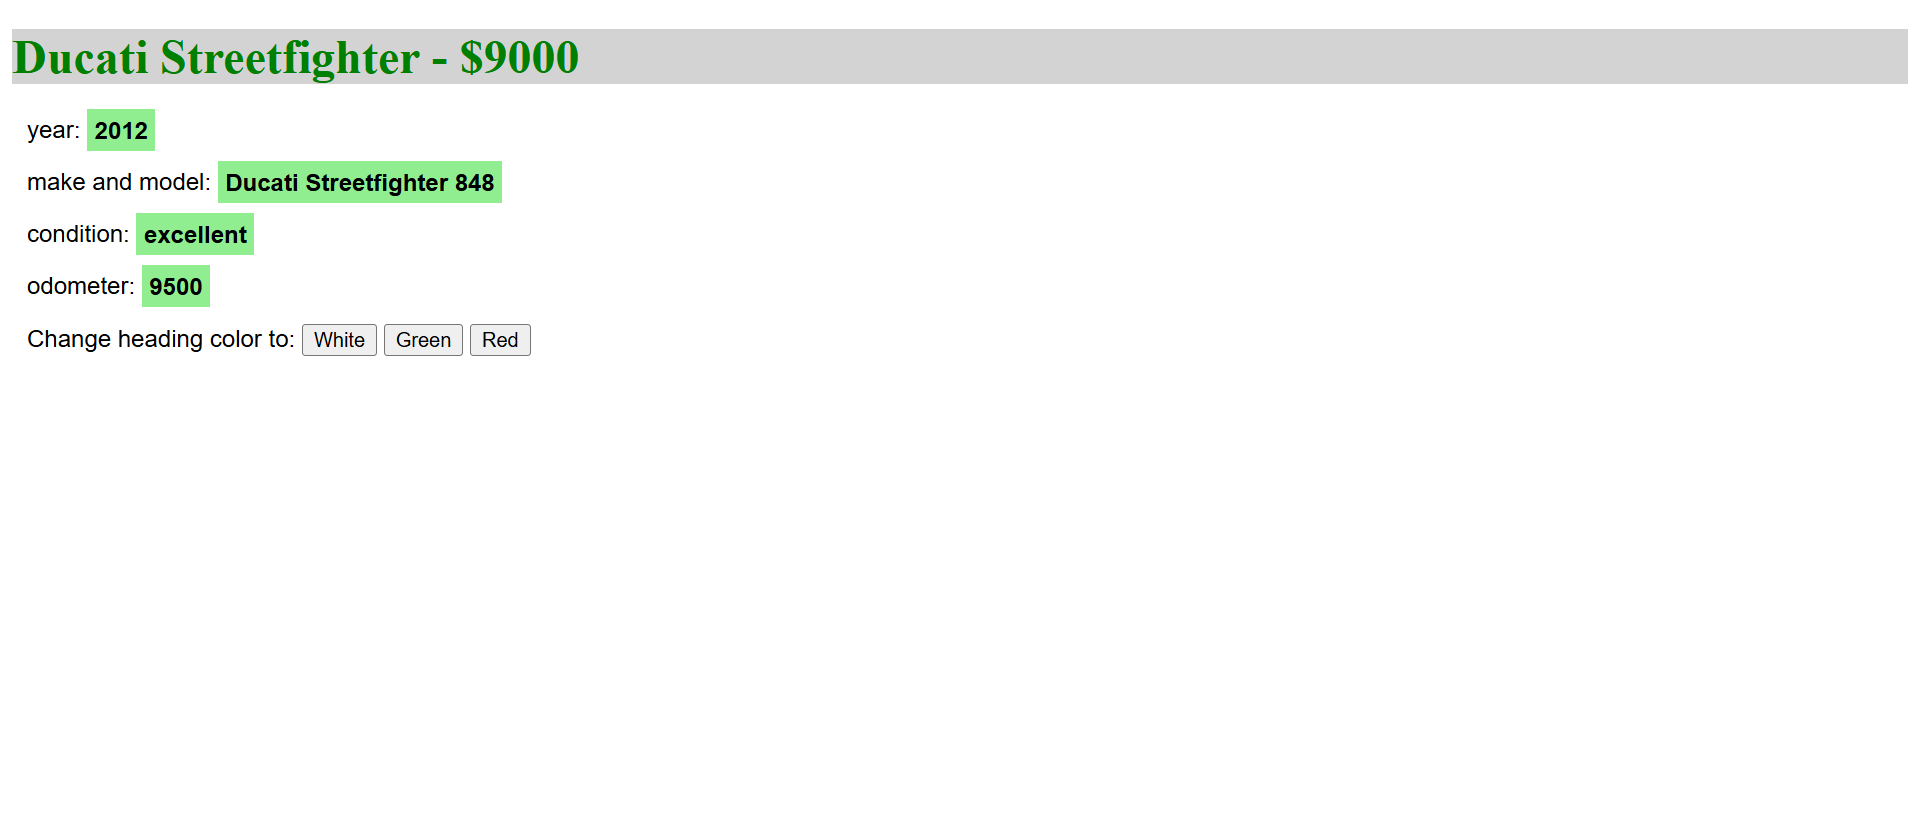 Ducati Streetfighter - $9000
year: 2012
make and model: Ducati Streetfighter 848
condition: excellent
odometer: 9500
Change heading color to: White Green Red